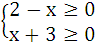 2 − x ≥ 0
x + 3 ≥ 0